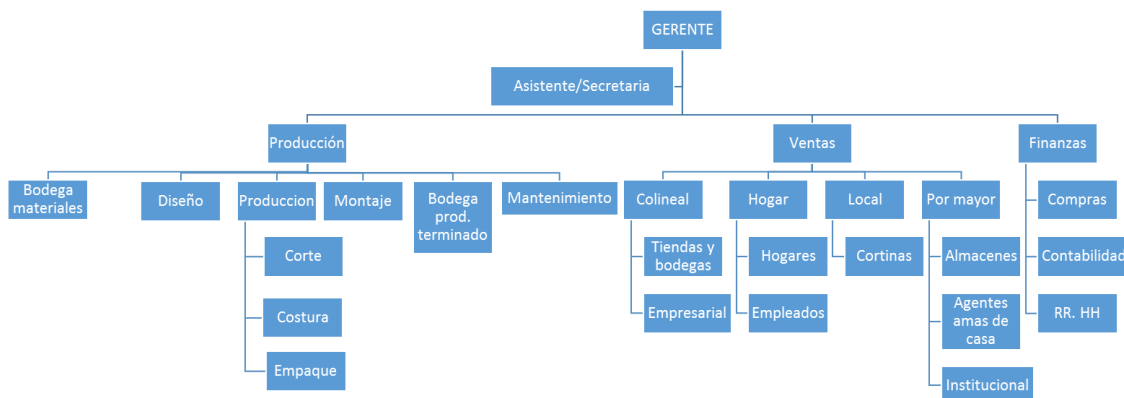 GERENTE
Asistente/Secretaria
Producción
Ventas
Finanzas
Bodega
materiales
Diseño
Produccion
Montaje
Bodega
prod.
terminado
Mantenimiento
Colineal
Hogar
Local
Por mayor
Compras
Corte
Tiendas y
bodegas
Hogares
Cortinas
Almacenes
Contabilidad
Costura
Empresarial
Empleados
Agentes
amas de
casa
RR. HH
Empaque
Institucional